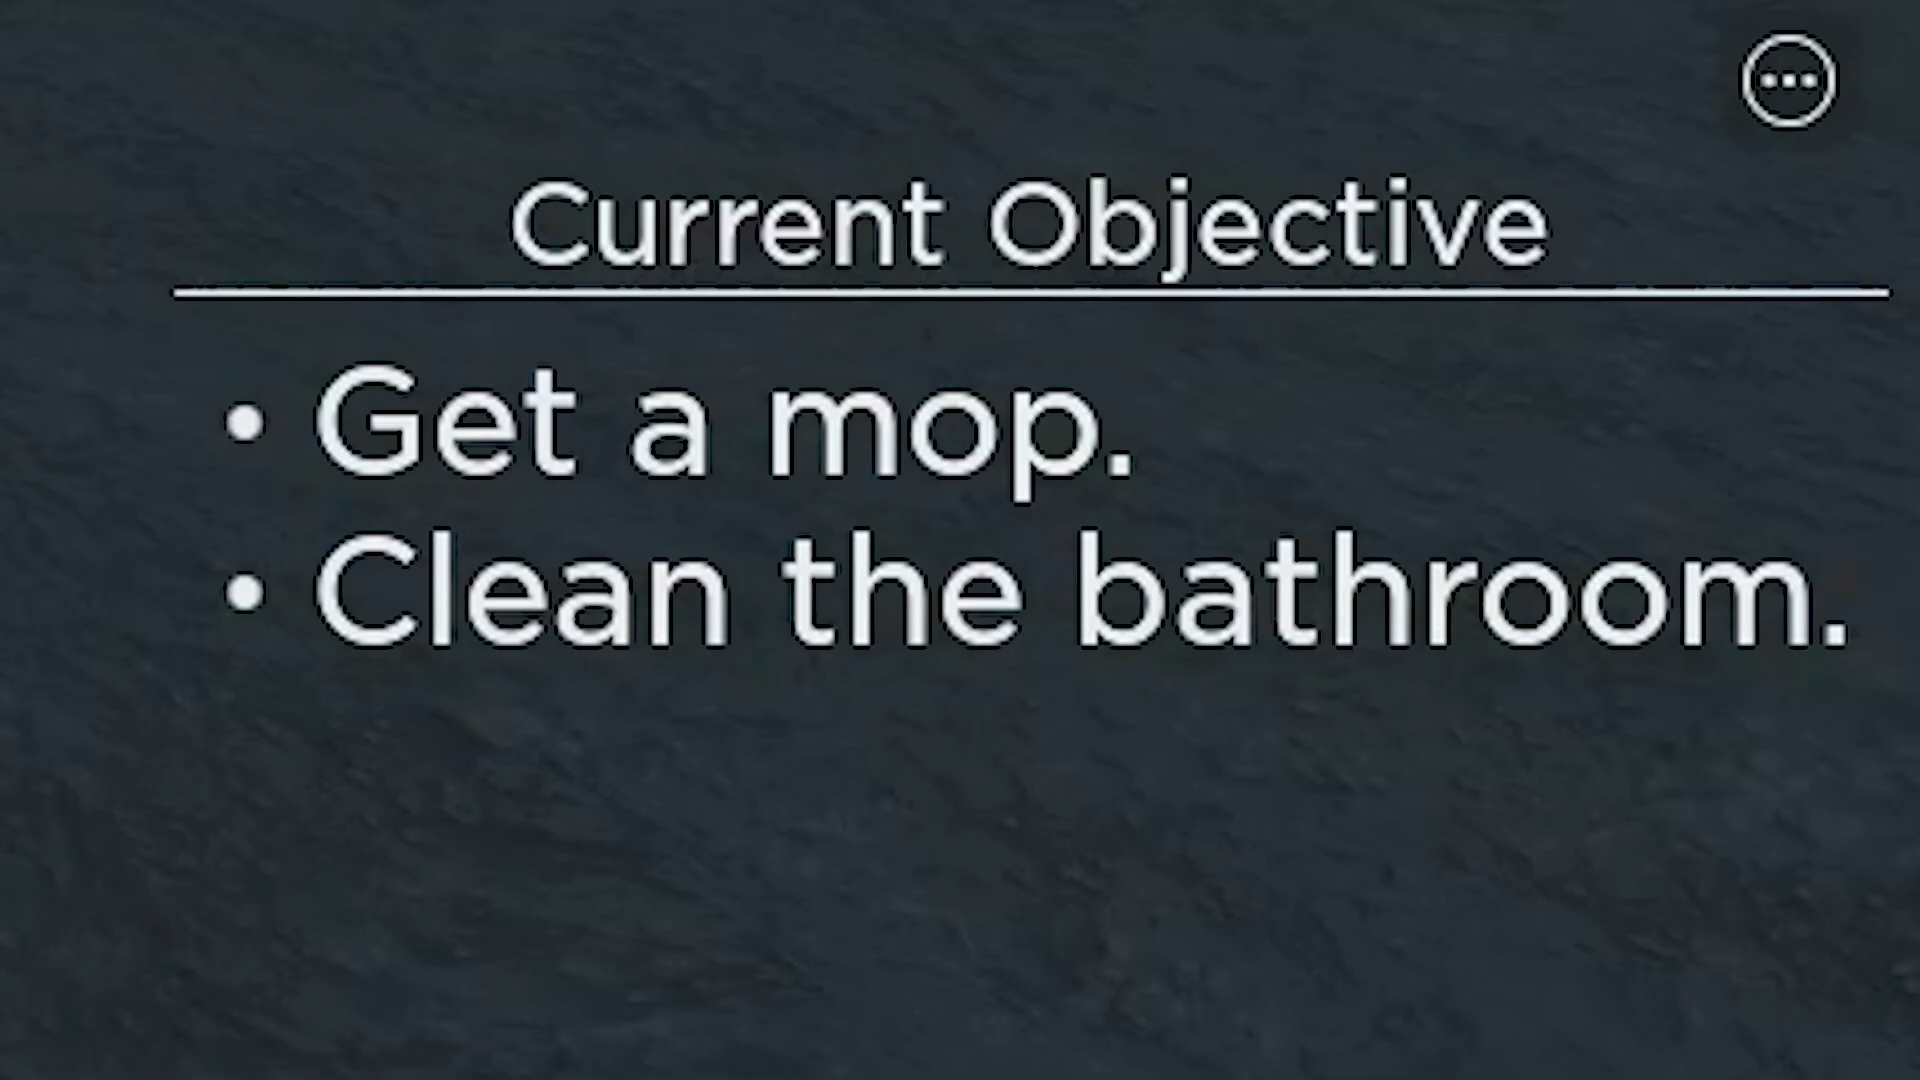 Current Objective
• Get a mop.
• Clean the bathroom.